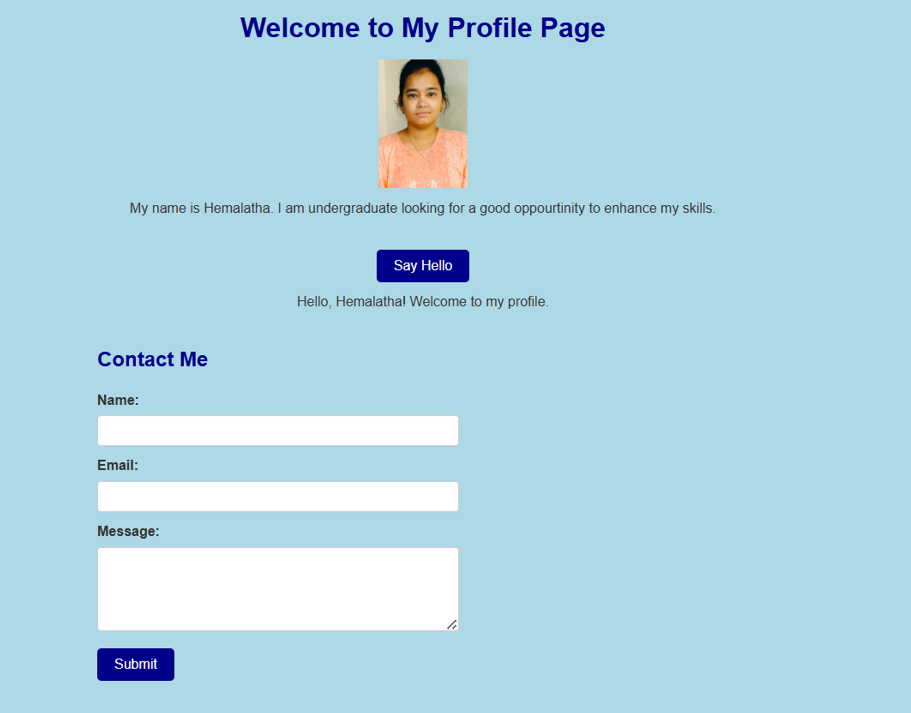 Welcome to My Profile Page
My name is Hemalatha. I am undergraduate looking for a good oppourtinity to enhance my skills.
Say Hello
Hello, Hemalatha! Welcome to my profile.
Contact Me
Name:
Email:
Message:
Submit